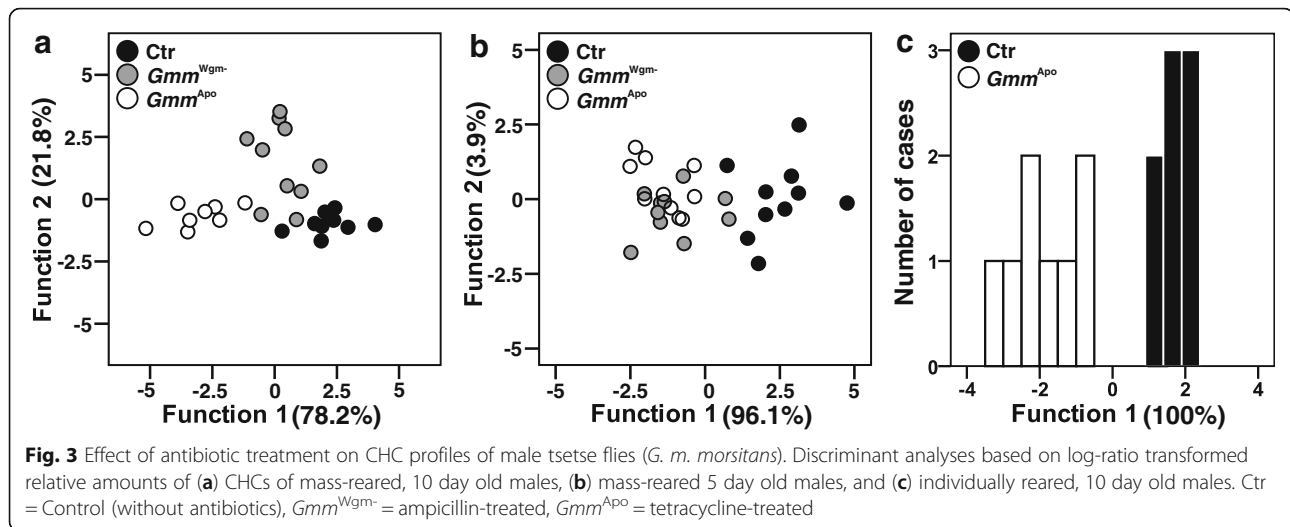 a
Ctr
Gmm^Wgm-
Gmm^Apo
Function 2 (21.8%)
5
2.5
0
-2.5
-5
-5 -2.5 0 2.5 5
Function 1 (78.2%)
b
Ctr
Gmm^Wgm-
Gmm^Apo
Function 2 (3.9%)
5
2.5
0
-2.5
-5
-5 -2.5 0 2.5 5
Function 1 (96.1%)
c
Ctr
Gmm^Apo
Number of cases
3
2
1
0
-4 -2 0 2 4
Function 1 (100%)
Fig. 3 Effect of antibiotic treatment on CHC profiles of male tsetse flies (G. m. morsitans). Discriminant analyses based on log-ratio transformed
relative amounts of (a) CHCs of mass-reared, 10 day old males, (b) mass-reared 5 day old males, and (c) individually reared, 10 day old males. Ctr
= Control (without antibiotics), Gmm^Wgm- = ampicillin-treated, Gmm^Apo = tetracycline-treated